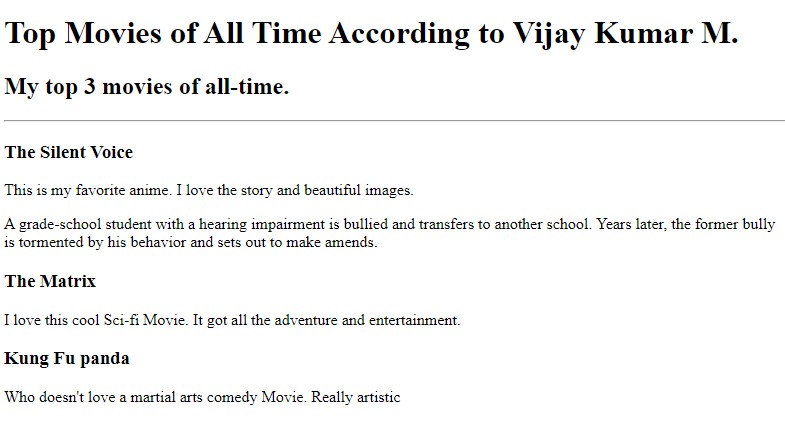 Top Movies of All Time According to Vijay Kumar M.
My top 3 movies of all-time.
The Silent Voice
This is my favorite anime. I love the story and beautiful images.
A grade-school student with a hearing impairment is bullied and transfers to another school. Years later, the former bully
is tormented by his behavior and sets out to make amends.
The Matrix
I love this cool Sci-fi Movie. It got all the adventure and entertainment.
Kung Fu panda
Who doesn't love a martial arts comedy Movie. Really artistic